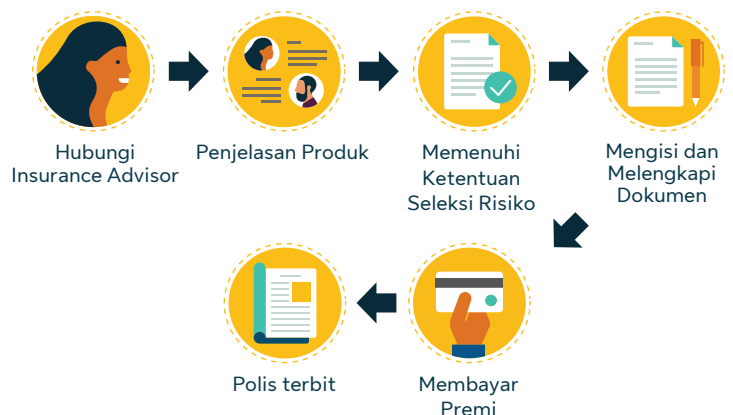 Hubungi
Insurance Advisor
Penjelasan Produk
Memenuhi
Ketentuan
Seleksi Risiko
Mengisi dan
Melengkapi
Dokumen
Membayar
Premi
Polis terbit